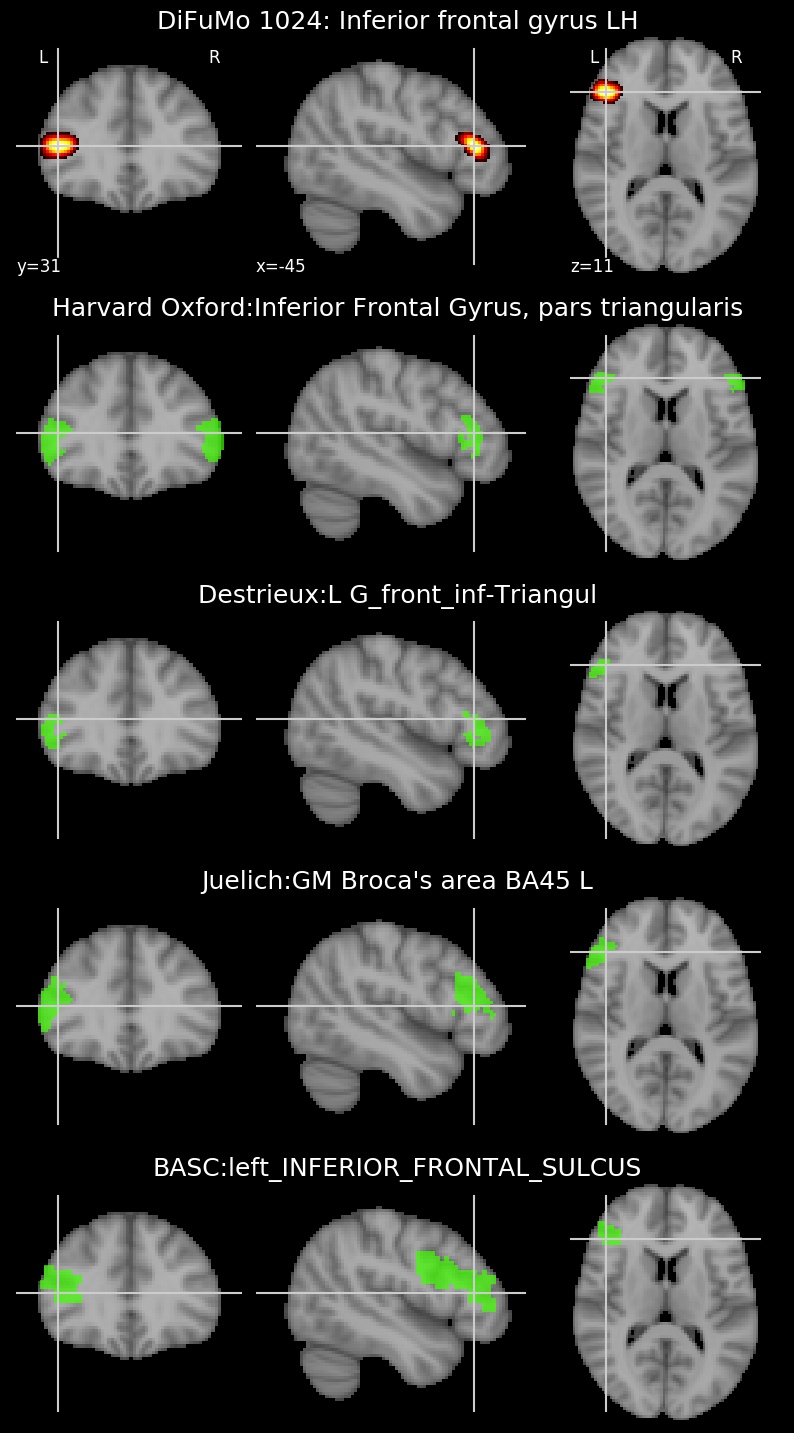 DiFuMo 1024: Inferior frontal gyrus LH
L R L R
y=31 x=-45 z=11
Harvard Oxford:Inferior Frontal Gyrus, pars triangularis
Destrieux:L G_front_inf-Triangul
Juelich:GM Broca's area BA45 L
BASC:left_INFERIOR_FRONTAL_SULCUS